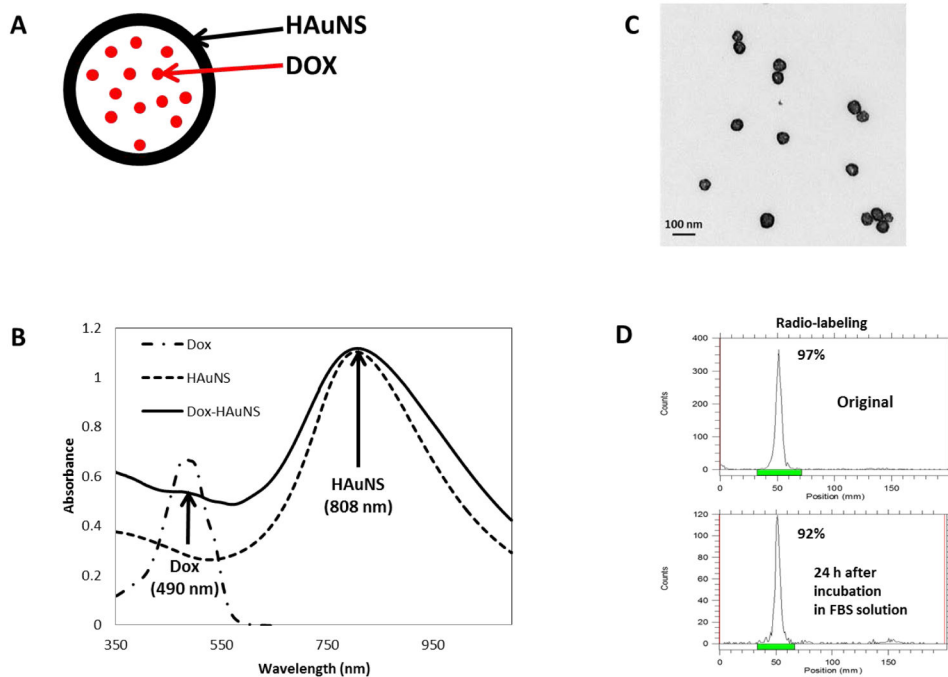 A
HAuNS
DOX
B
1.2
1
0.8
0.6
0.4
0.2
0
Absorbance
Dox
HAuNS
Dox-HAuNS
HAuNS
(808 nm)
Dox
(490 nm)
350
550
750
950
Wavelength (nm)
C
100 nm
D
Radio-labeling
400
300
200
100
0
Counts
97%
Original
0
50
100
150
Position (mm)
120
100
80
60
40
20
0
Counts
92%
24 h after
incubation
in FBS solution
0
50
100
150
Position (mm)